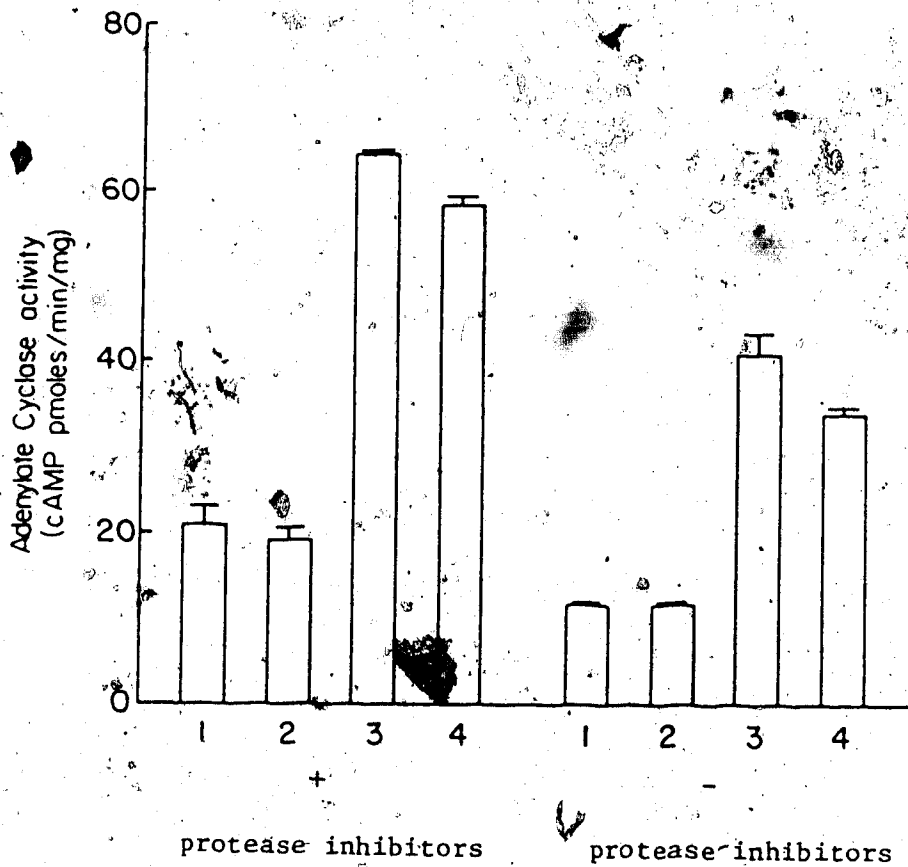 80
60
40
20
0
Adenylate Cyclase activity
(cAMP pmoles/min/mg)
1 2 3 4 1 2 3 4
+ -
protease inhibitors protease inhibitors